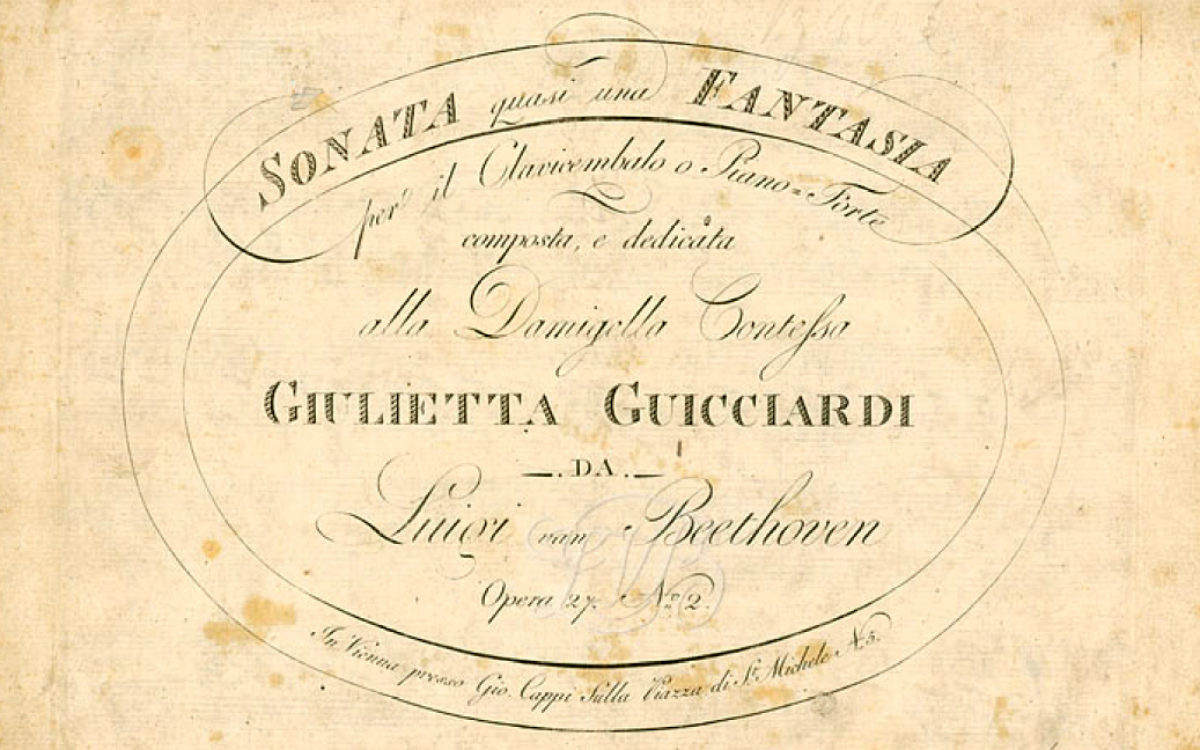 SONATA quasi una FANTASIA
per il Clavicembalo o Piano=Forte
composta, e dedicata
alla Damigella Contessa
GIULIETTA GUICCIARDI
DA
Luigi van Beethoven
Opera 27. No. 2.
In Vienna presso Gio. Cappi Sulla Piazza di St. Michele No. 5.